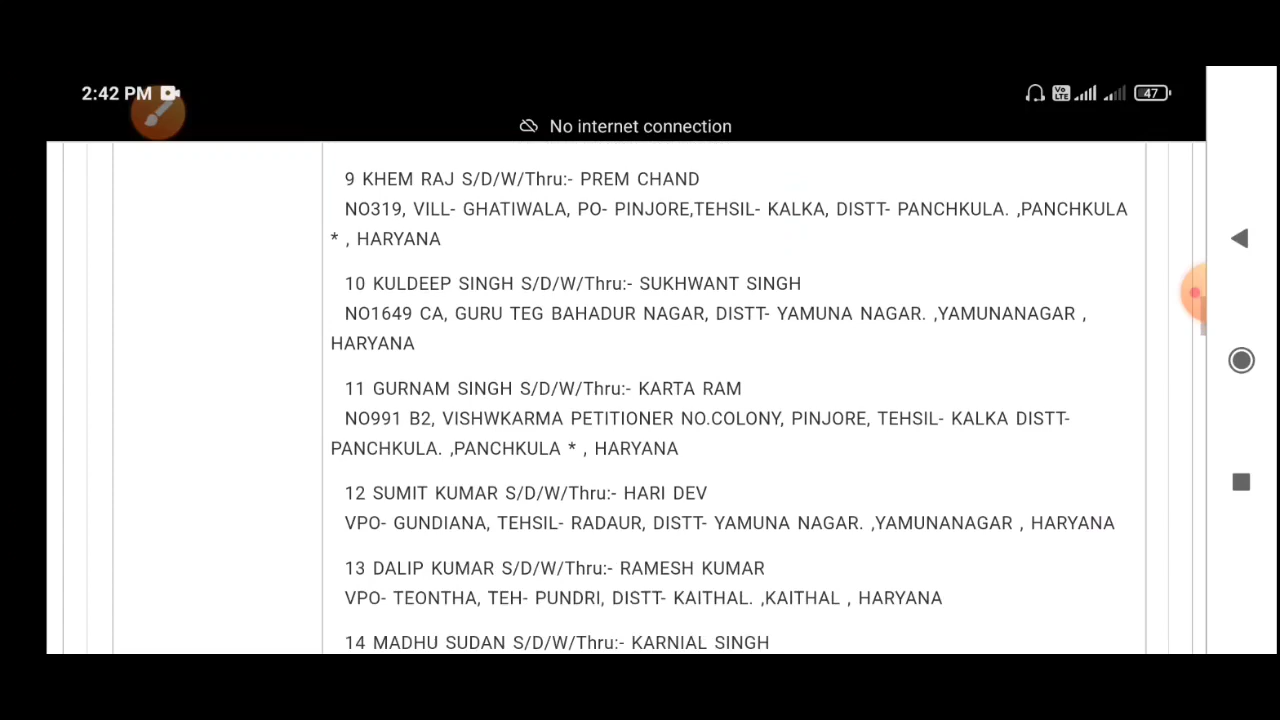 2:42 PM
Vo LTE
47
No internet connection
9 KHEM RAJ S/D/W/Thru:- PREM CHAND
NO319, VILL- GHATIWALA, PO- PINJORE,TEHSIL- KALKA, DISTT- PANCHKULA. ,PANCHKULA
* , HARYANA
10 KULDEEP SINGH S/D/W/Thru:- SUKHWANT SINGH
NO1649 CA, GURU TEG BAHADUR NAGAR, DISTT- YAMUNA NAGAR. ,YAMUNANAGAR ,
HARYANA
11 GURNAM SINGH S/D/W/Thru:- KARTA RAM
NO991 B2, VISHWKARMA PETITIONER NO.COLONY, PINJORE, TEHSIL- KALKA DISTT-
PANCHKULA. ,PANCHKULA * , HARYANA
12 SUMIT KUMAR S/D/W/Thru:- HARI DEV
VPO- GUNDIANA, TEHSIL- RADAUR, DISTT- YAMUNA NAGAR. ,YAMUNANAGAR , HARYANA
13 DALIP KUMAR S/D/W/Thru:- RAMESH KUMAR
VPO- TEONTHA, TEH- PUNDRI, DISTT- KAITHAL. ,KAITHAL , HARYANA
14 MADHU SUDAN S/D/W/Thru:- KARNIAL SINGH